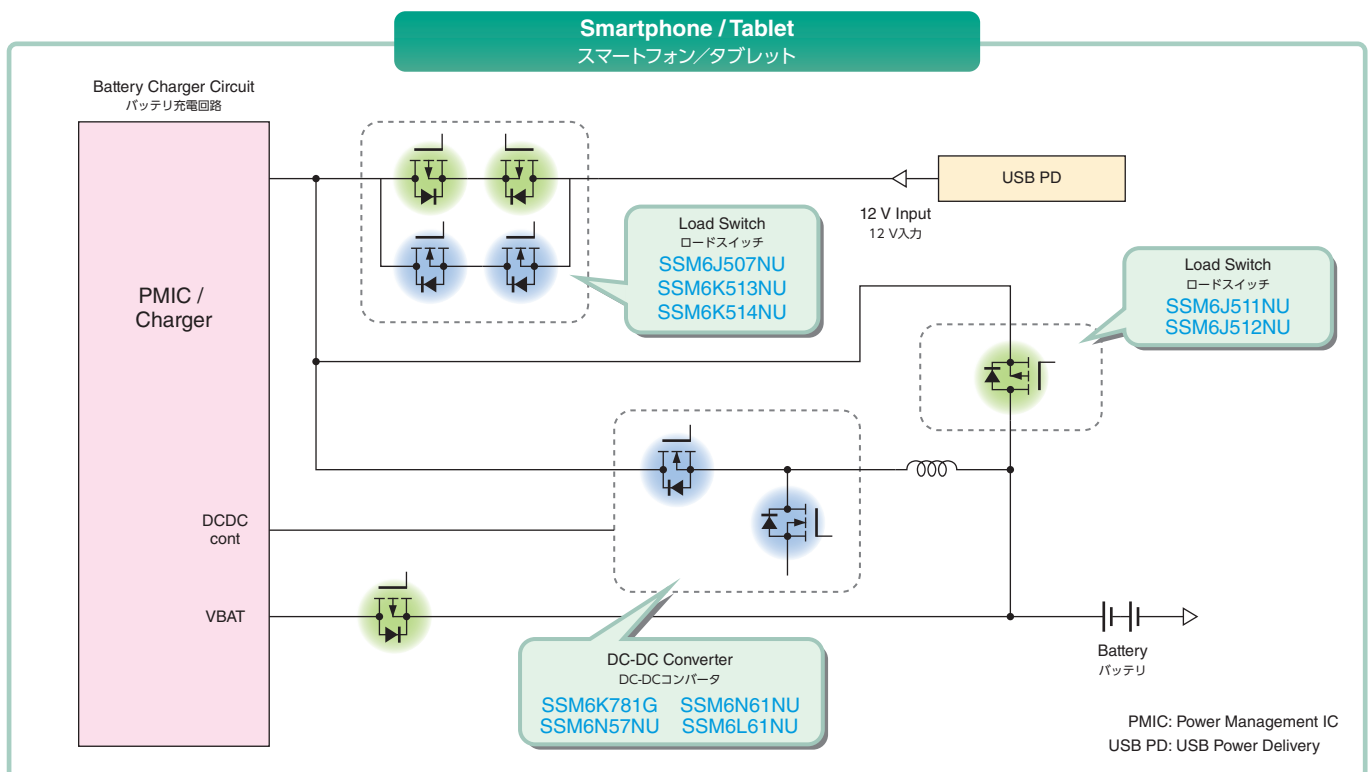 Smartphone / Tablet
スマートフォン／タブレット
Battery Charger Circuit
バッテリ充電回路
PMIC /
Charger
DCDC
cont
VBAT
USB PD
12 V Input
12 V入力
Load Switch
ロードスイッチ
SSM6J507NU
SSM6K513NU
SSM6K514NU
Load Switch
ロードスイッチ
SSM6J511NU
SSM6J512NU
DC-DC Converter
DC-DCコンバータ
SSM6K781G SSM6N61NU
SSM6N57NU SSM6L61NU
Battery
バッテリ
PMIC: Power Management IC
USB PD: USB Power Delivery